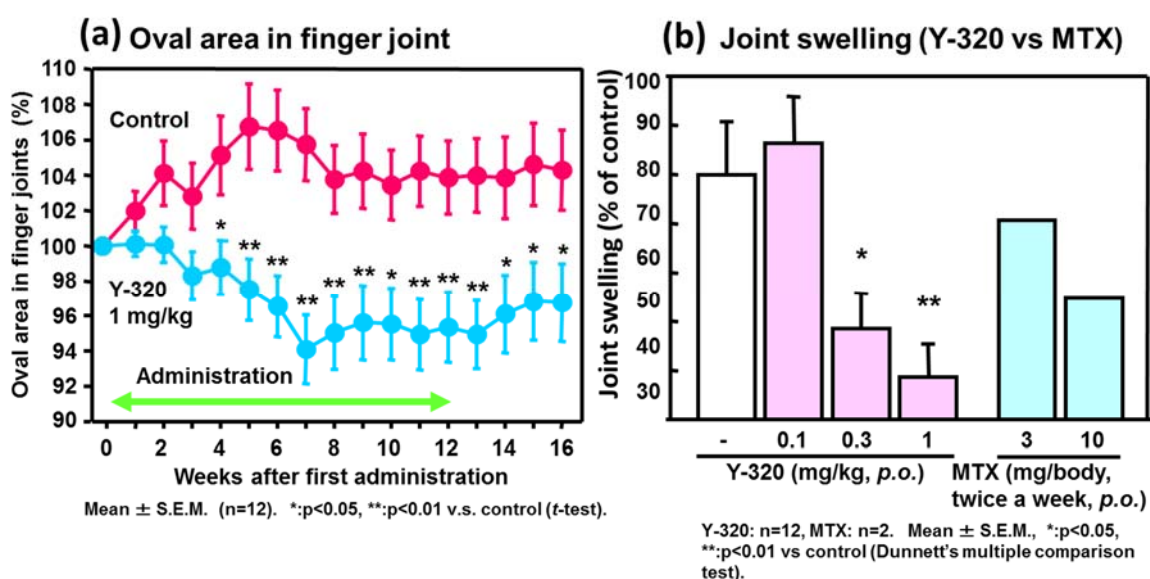 (a) Oval area in finger joint
Oval area in finger joints (%)
110
108
106
104
102
100
98
96
94
92
90
Control
Y-320
1 mg/kg
* ** ** ** ** ** * ** ** ** * * *
Administration
0 2 4 6 8 10 12 14 16
Weeks after first administration
Mean ± S.E.M. (n=12). *:p<0.05, **:p<0.01 v.s. control (t-test).
(b) Joint swelling (Y-320 vs MTX)
Joint swelling (% of control)
100
90
80
70
60
50
40
30
* **
- 0.1 0.3 1 3 10
Y-320 (mg/kg, p.o.)
MTX (mg/body,
twice a week, p.o.)
Y-320: n=12, MTX: n=2. Mean ± S.E.M., *:p<0.05,
**:p<0.01 vs control (Dunnett's multiple comparison
test).